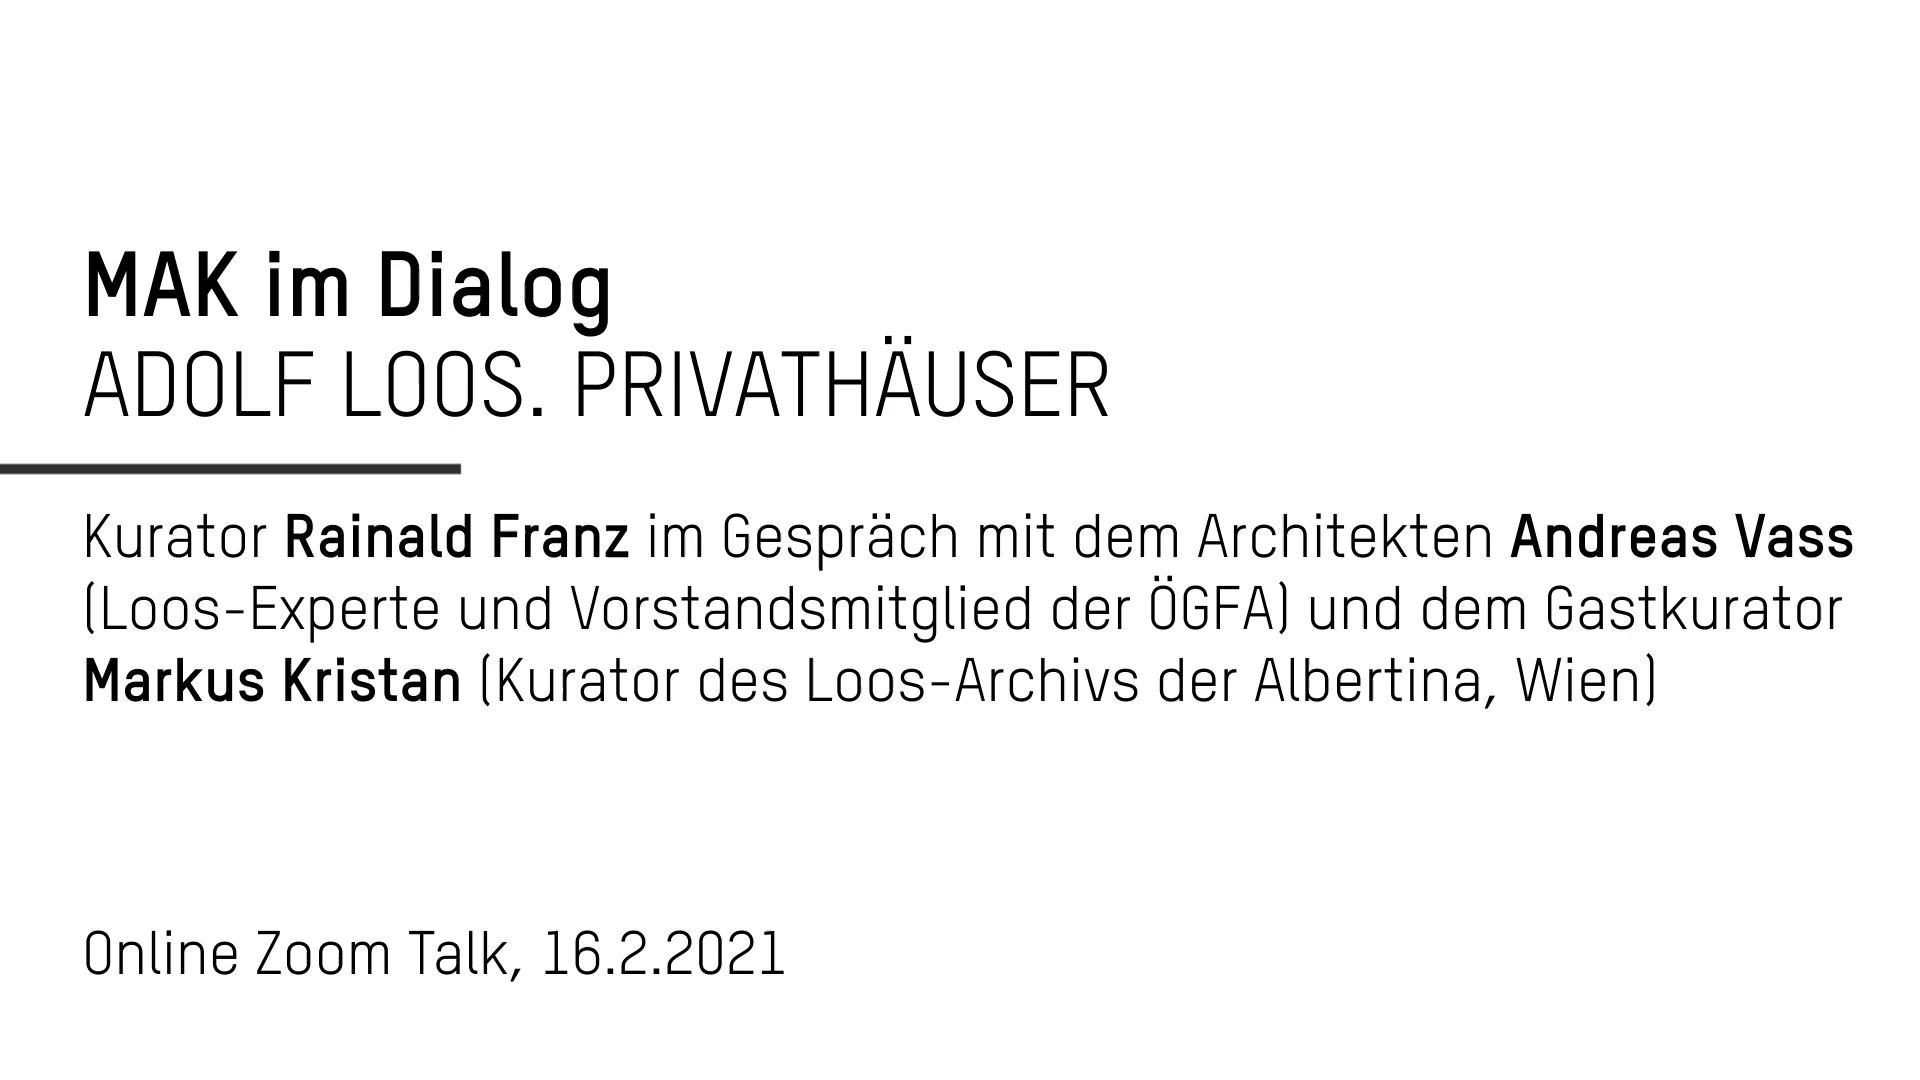 MAK im Dialog
ADOLF LOOS. PRIVATHÄUSER
Kurator Rainald Franz im Gespräch mit dem Architekten Andreas Vass
(Loos-Experte und Vorstandsmitglied der ÖGFA) und dem Gastkurator
Markus Kristan (Kurator des Loos-Archivs der Albertina, Wien)
Online Zoom Talk, 16.2.2021